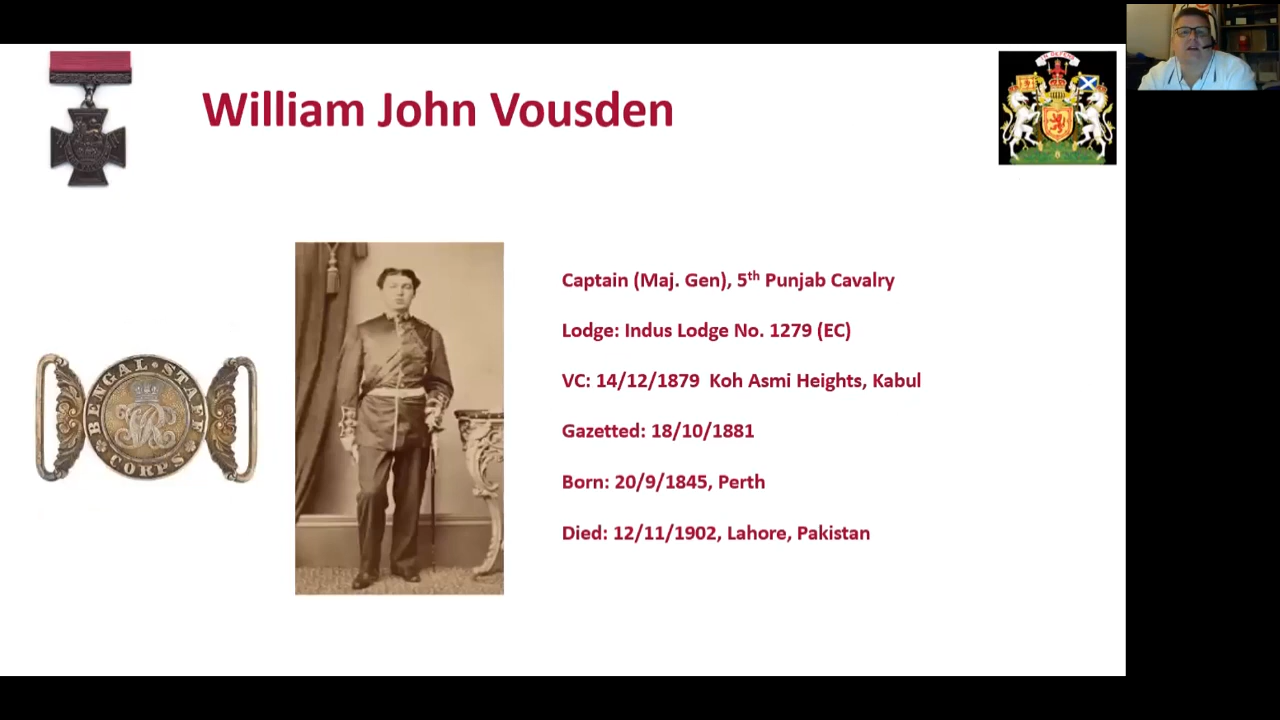 William John Vousden
IN DEFENS
Captain (Maj. Gen), 5th Punjab Cavalry
Lodge: Indus Lodge No. 1279 (EC)
VC: 14/12/1879 Koh Asmi Heights, Kabul
Gazetted: 18/10/1881
Born: 20/9/1845, Perth
Died: 12/11/1902, Lahore, Pakistan
BENGAL STAFF
CORPS